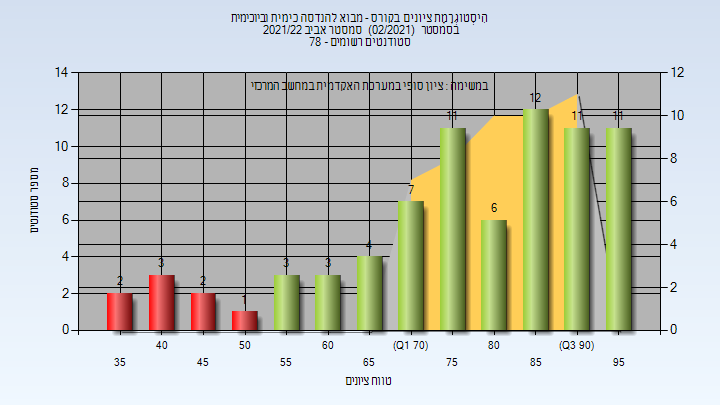 היסטוגרמת ציונים בקורס - מבוא להנדסה כימית וביוכימית
בסמסטר (02/2021) סמסטר אביב 2021/22
סטודנטים רשומים - 78
במשימה : ציון סופי במערכת האקדמית במחשב המרכזי
מספר סטודנטים
14 12 10 8 6 4 2 0
12 10 8 6 4 2 0
2 3 2 1 3 3 4 7 11 6 12 11 11
40 50 60 (Q1 70) 80 (Q3 90)
35 45 55 65 75 85 95
טווח ציונים